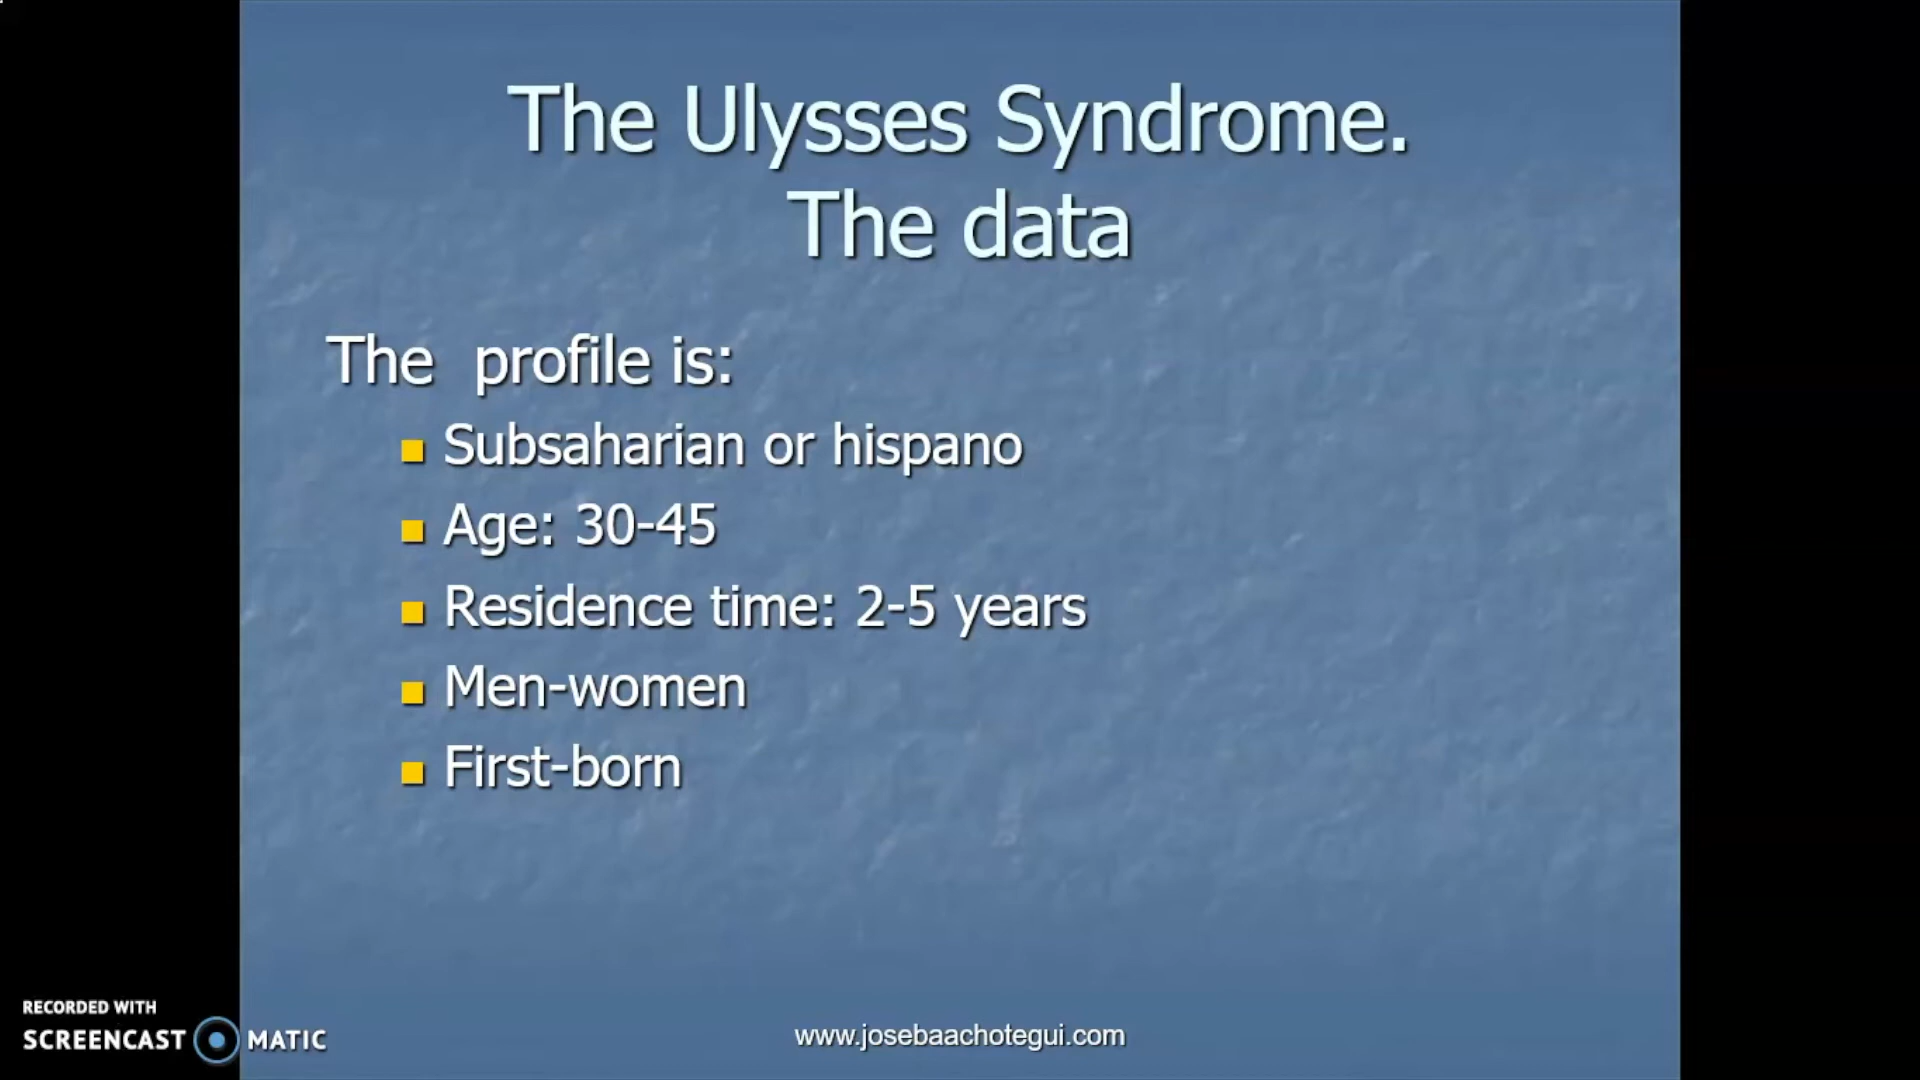 The Ulysses Syndrome.
The data
The  profile is:
Subsaharian or hispano
Age: 30-45
Residence time: 2-5 years
Men-women
First-born
RECORDED WITH
SCREENCAST MATIC
www.josebaachotegui.com